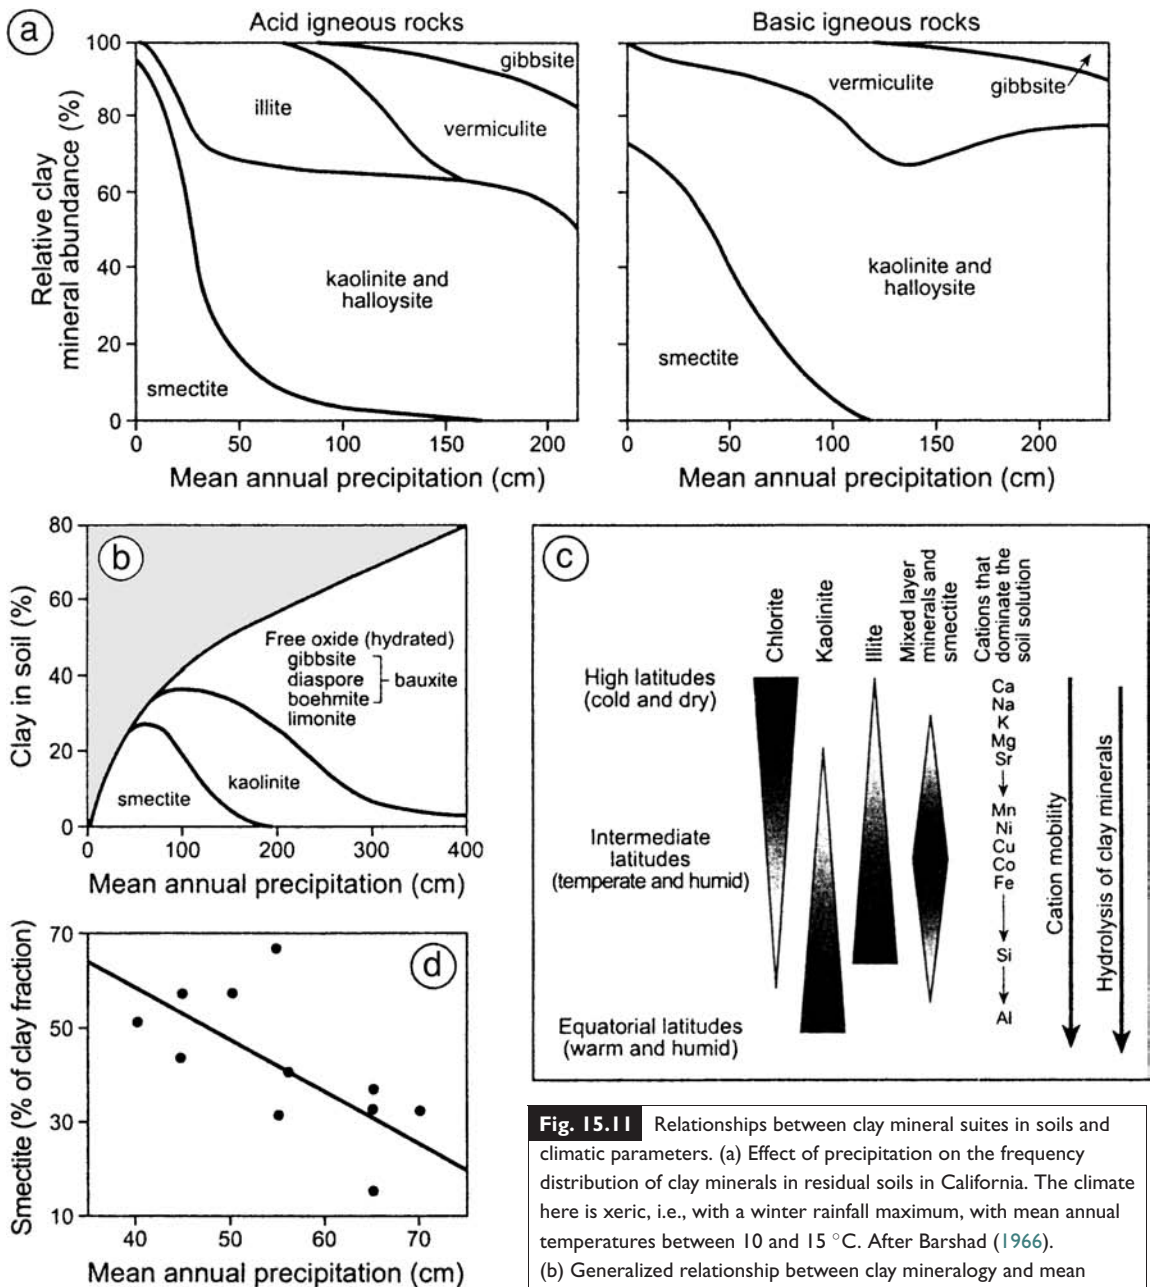 a
Acid igneous rocks
Basic igneous rocks
Relative clay
mineral abundance (%)
100
80
60
40
20
0
illite
gibbsite
vermiculite
kaolinite and
halloysite
smectite
0 50 100 150 200
Mean annual precipitation (cm)
vermiculite
gibbsite
kaolinite and
halloysite
smectite
0 50 100 150 200
Mean annual precipitation (cm)
b
Clay in soil (%)
80
60
40
20
0
Free oxide (hydrated)
gibbsite
diaspore
boehmite
bauxite
limonite
kaolinite
smectite
0 100 200 300 400
Mean annual precipitation (cm)
c
Chlorite
Kaolinite
Illite
Mixed layer
minerals and
smectite
Cations that
dominate the
soil solution
High latitudes
(cold and dry)
Intermediate
latitudes
(temperate and humid)
Equatorial latitudes
(warm and humid)
Ca
Na
K
Mg
Sr
Mn
Ni
Cu
Co
Fe
Si
Al
Cation mobility
Hydrolysis of clay minerals
d
Smectite (% of clay fraction)
70
50
30
10
40 50 60 70
Mean annual precipitation (cm)
Fig. 15.11 Relationships between clay mineral suites in soils and
climatic parameters. (a) Effect of precipitation on the frequency
distribution of clay minerals in residual soils in California. The climate
here is xeric, i.e., with a winter rainfall maximum, with mean annual
temperatures between 10 and 15 °C. After Barshad (1966).
(b) Generalized relationship between clay mineralogy and mean